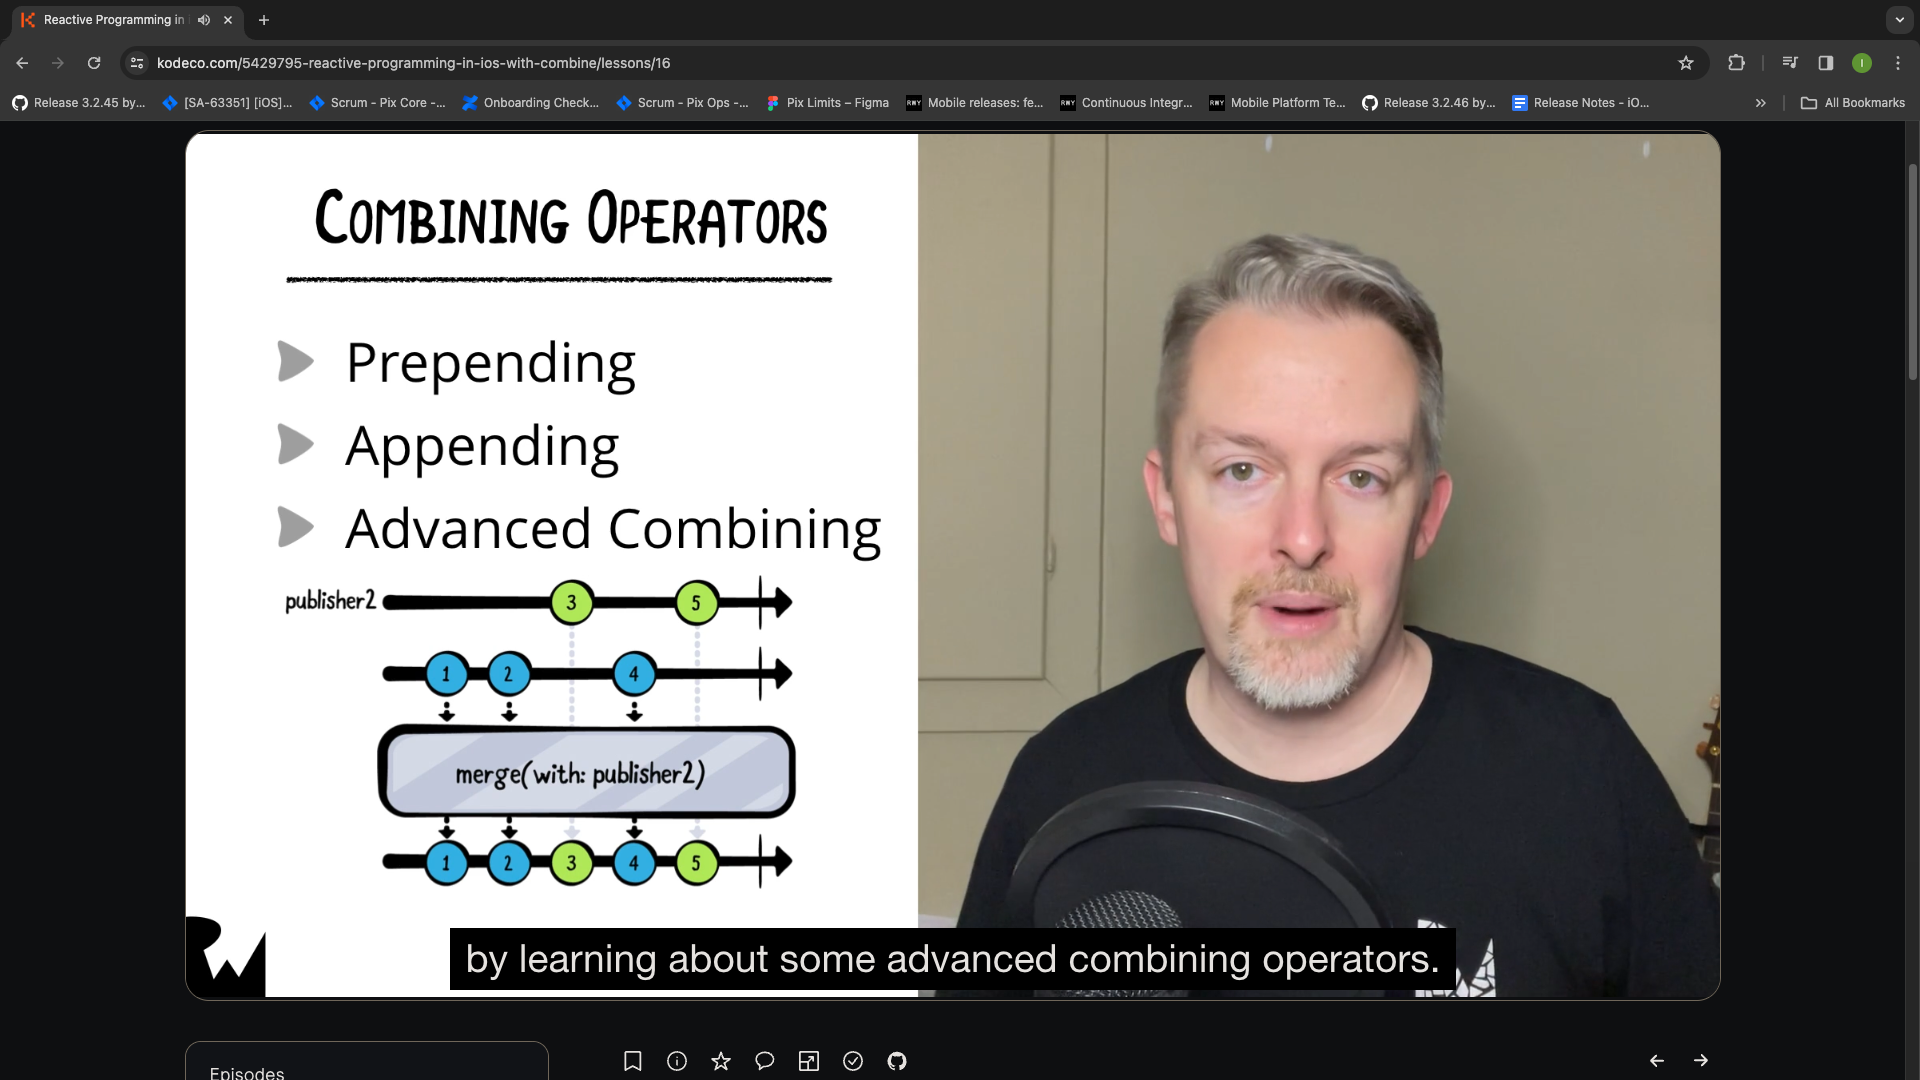 Reactive Programming in
kodeco.com/5429795-reactive-programming-in-ios-with-combine/lessons/16
I
Release 3.2.45 by...
[SA-63351] [iOS]...
Scrum - Pix Core -...
Onboarding Check...
Scrum - Pix Ops -...
Pix Limits – Figma
Mobile releases: fe...
Continuous Integr...
Mobile Platform Te...
Release 3.2.46 by...
Release Notes - iO...
All Bookmarks
COMBINING OPERATORS
Prepending
Appending
Advanced Combining
publisher2
3 5
1 2 4
merge(with: publisher2)
1 2 3 4 5
by learning about some advanced combining operators.
Episodes